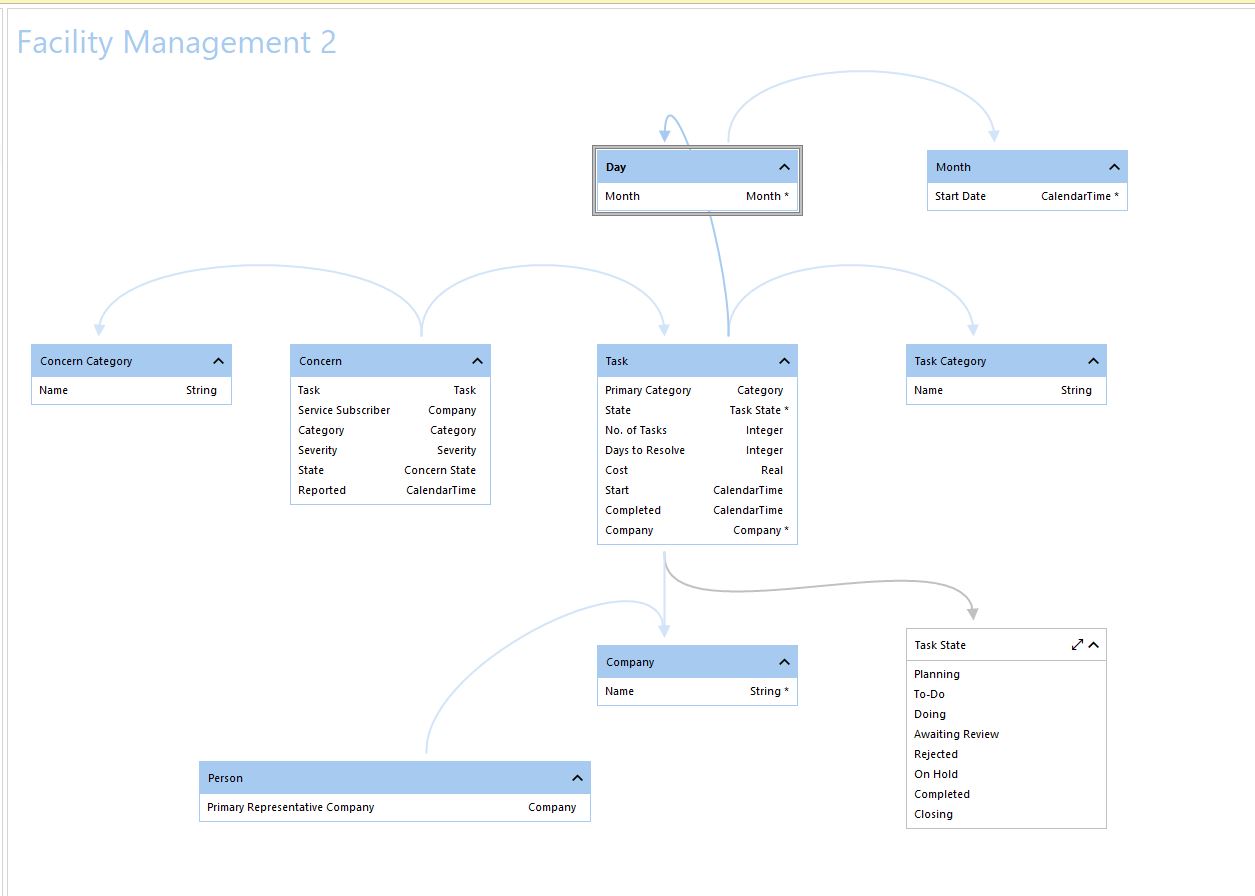 Facility Management 2
Day
Month Month *
Month
Start Date CalendarTime *
Concern Category
Name String
Concern
Task Task
Service Subscriber Company
Category Category
Severity Severity
State Concern State
Reported CalendarTime
Task
Primary Category Category
State Task State *
No. of Tasks Integer
Days to Resolve Integer
Cost Real
Start CalendarTime
Completed CalendarTime
Company Company *
Task Category
Name String
Company
Name String *
Task State
Planning
To-Do
Doing
Awaiting Review
Rejected
On Hold
Completed
Closing
Person
Primary Representative Company Company